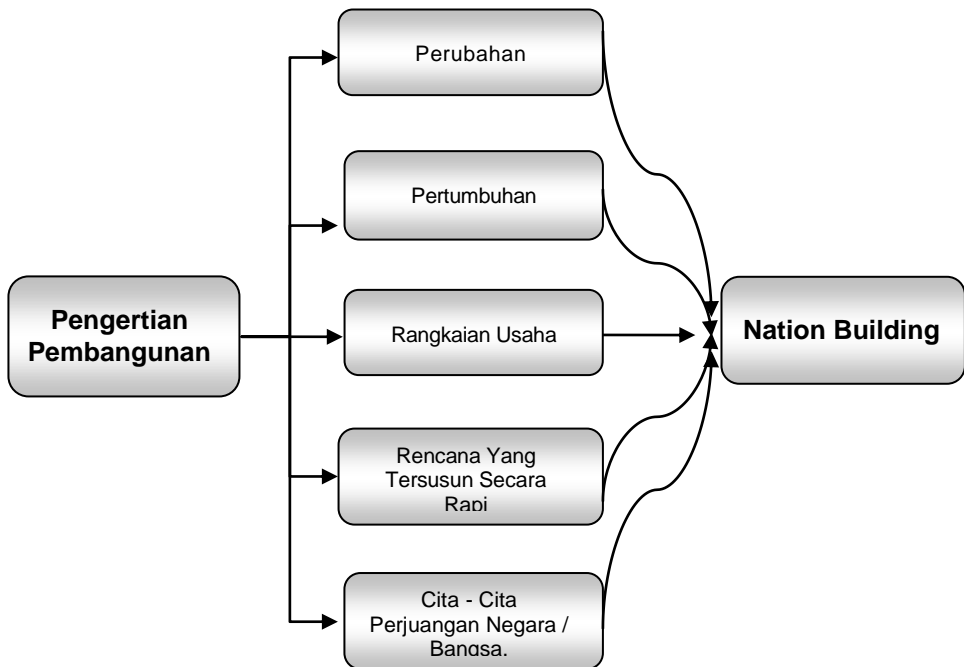 Perubahan
Pertumbuhan
Pengertian
Pembangunan
Rangkaian Usaha
Nation Building
Rencana Yang
Tersusun Secara
Rapi
Cita - Cita
Perjuangan Negara /
Bangsa.